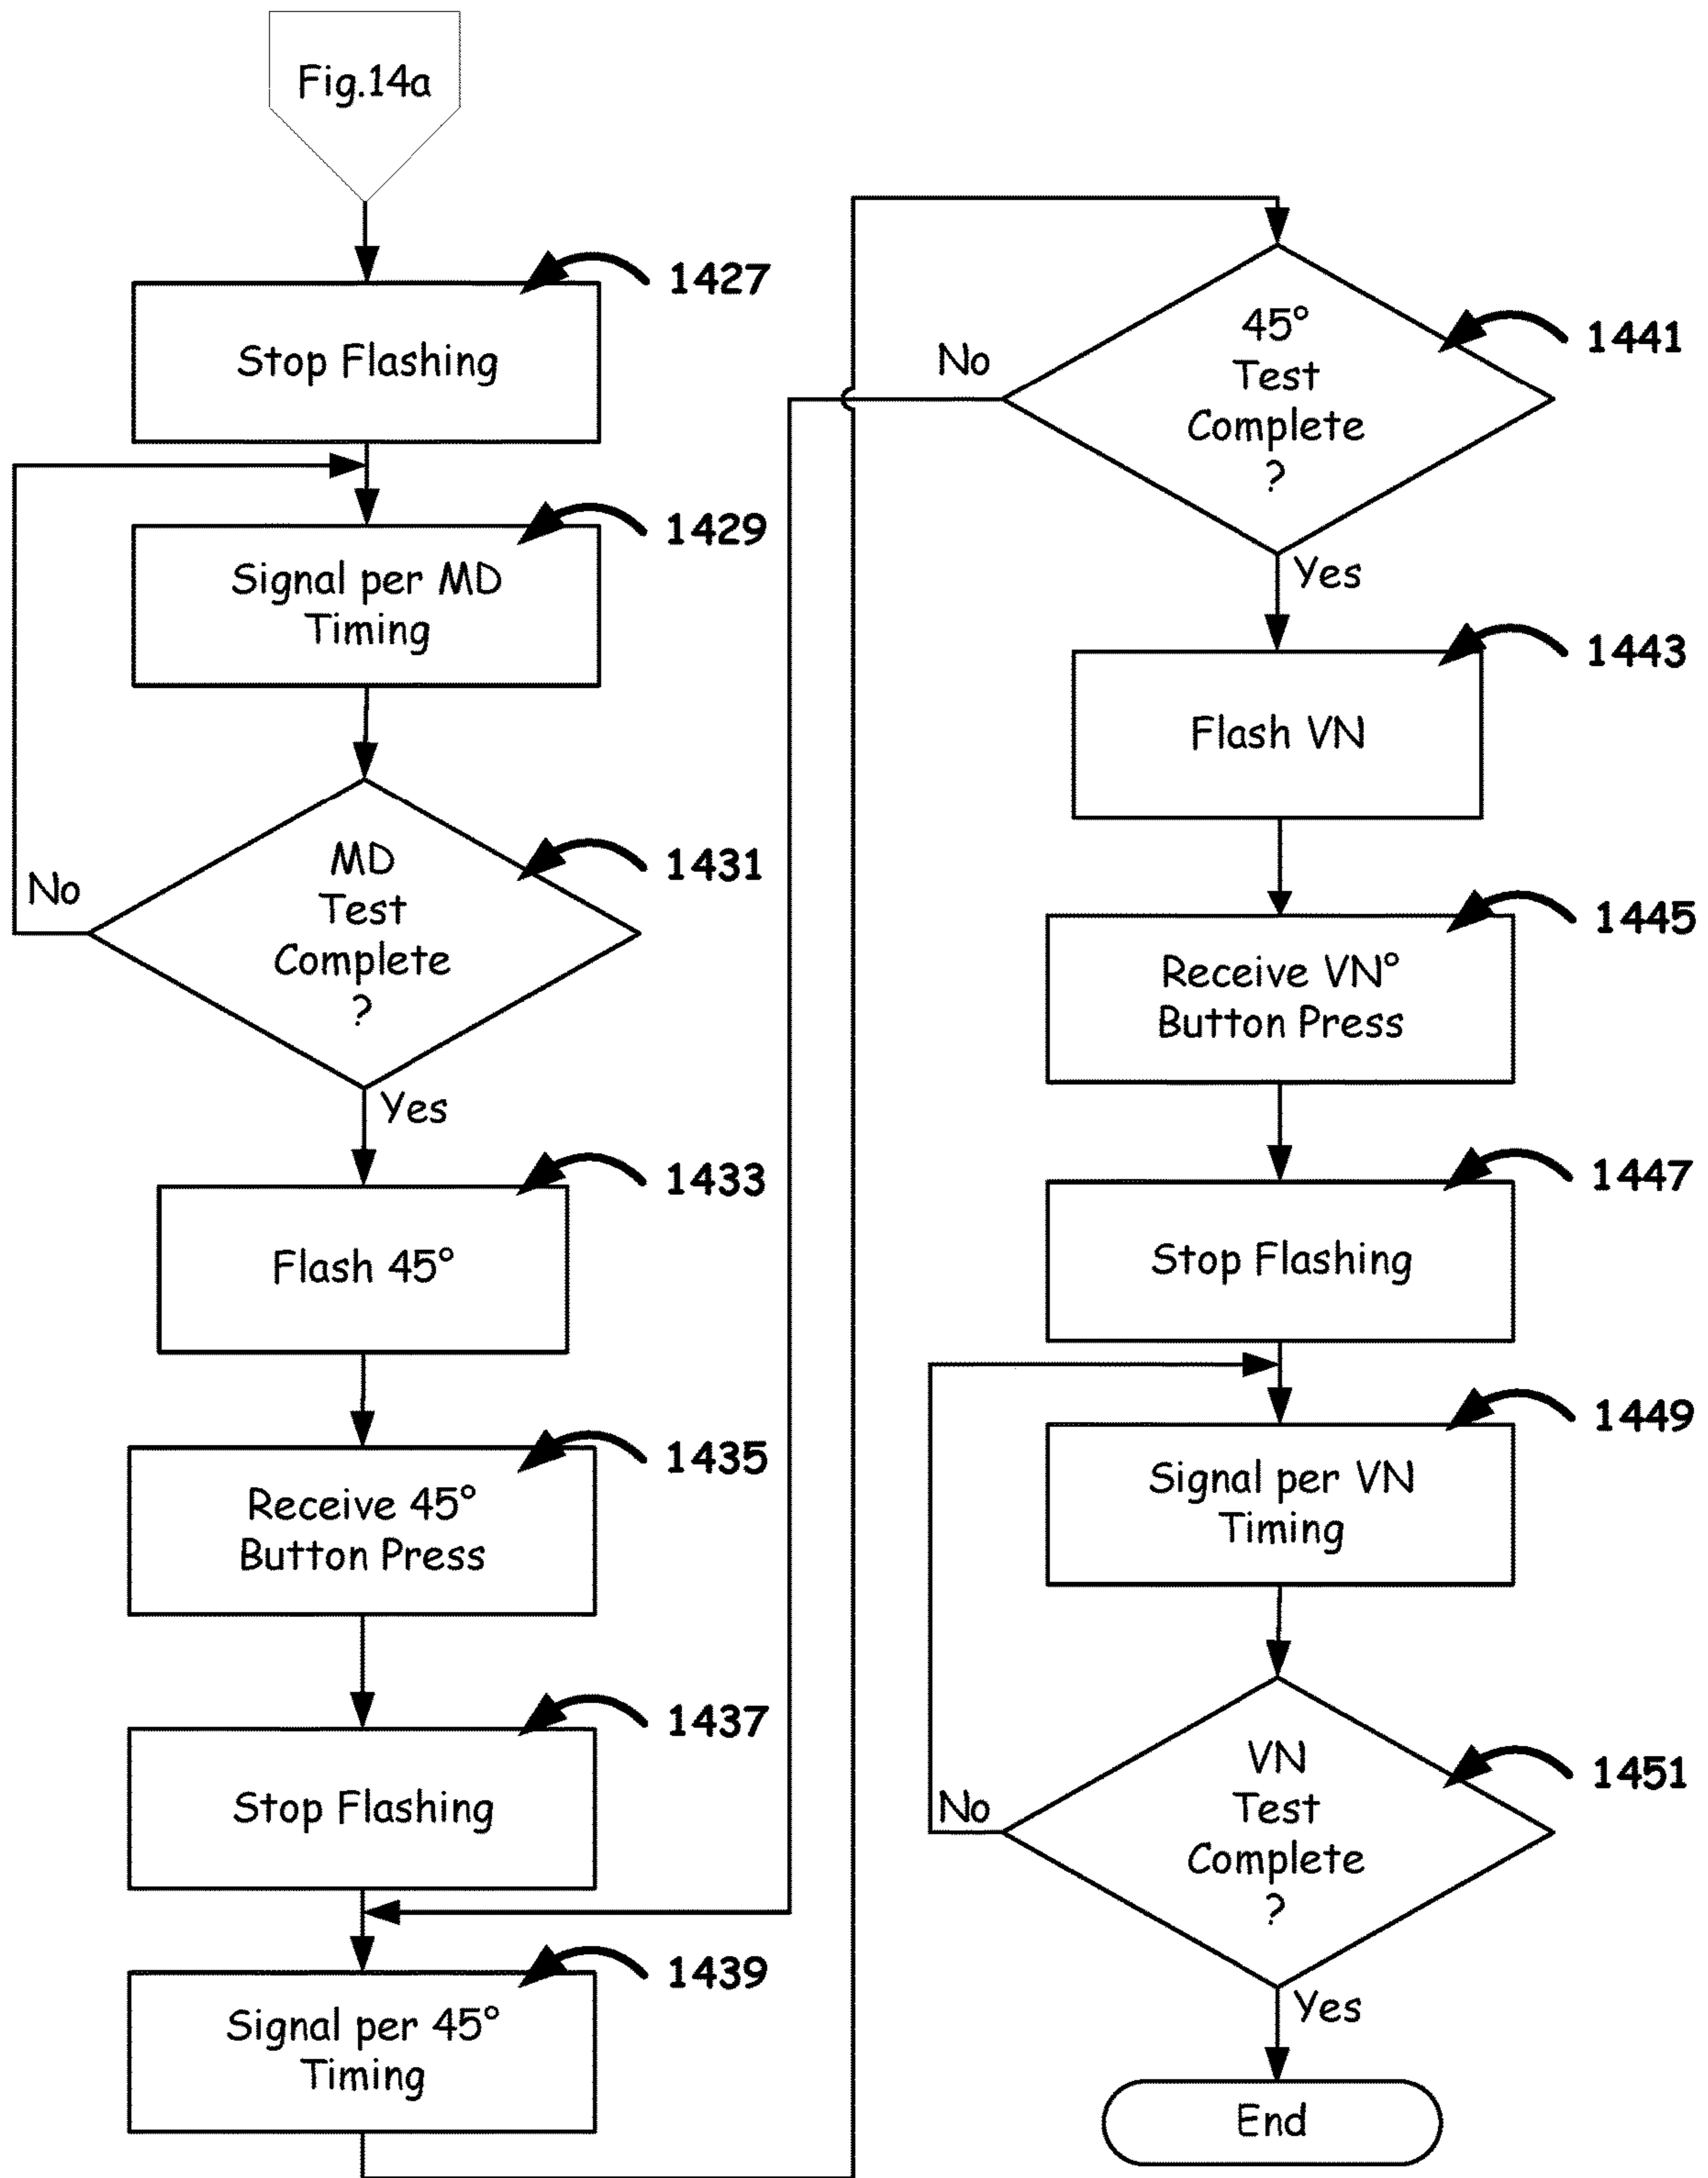 Fig.14a
1427
Stop Flashing
1429
Signal per MD
Timing
1431
MD
Test
Complete
?
No
Yes
1433
Flash 45°
1435
Receive 45°
Button Press
1437
Stop Flashing
1439
Signal per 45°
Timing
1441
45°
Test
Complete
?
No
Yes
1443
Flash VN
1445
Receive VN°
Button Press
1447
Stop Flashing
1449
Signal per VN
Timing
1451
VN
Test
Complete
?
No
Yes
End